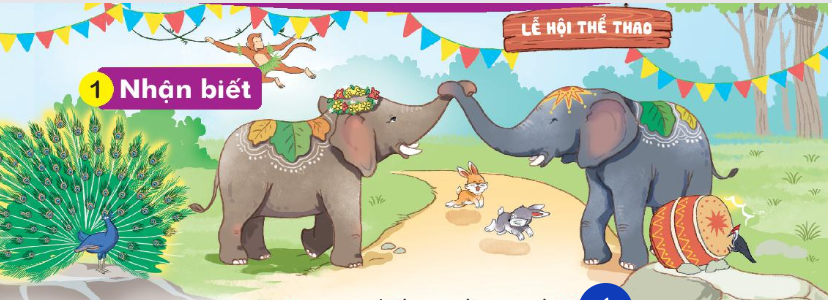 LỄ HỘI THỂ THAO
1 Nhận biết